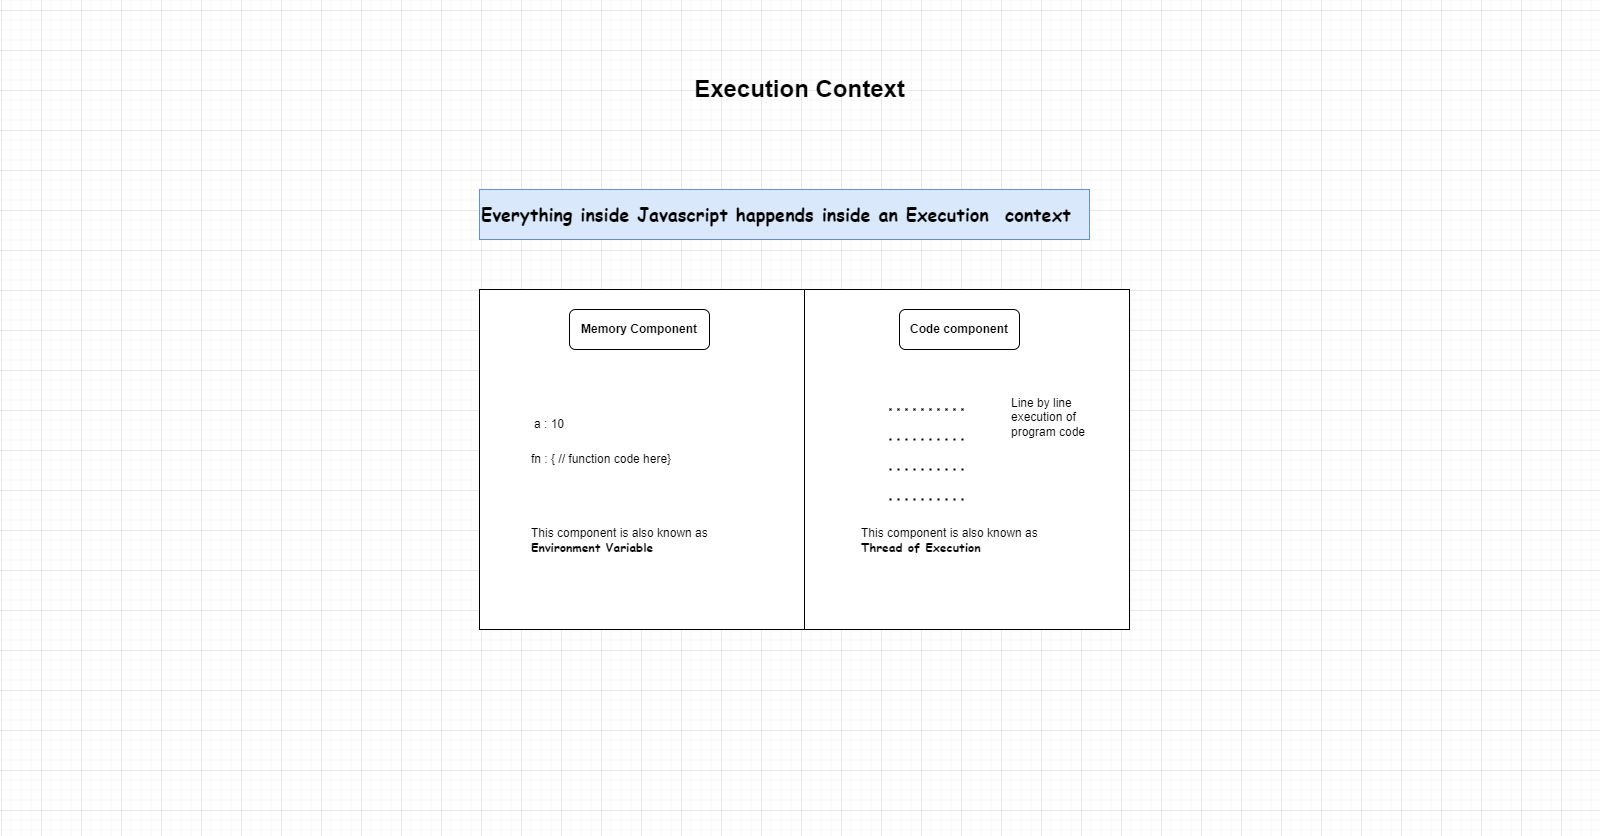 Execution Context
Everything inside Javascript happends inside an Execution  context
Memory Component
a : 10
fn : { // function code here}
This component is also known as
Environment Variable
Code component
. . . . . . . . . .
. . . . . . . . . .
. . . . . . . . . .
. . . . . . . . . .
Line by line
execution of
program code
This component is also known as
Thread of Execution